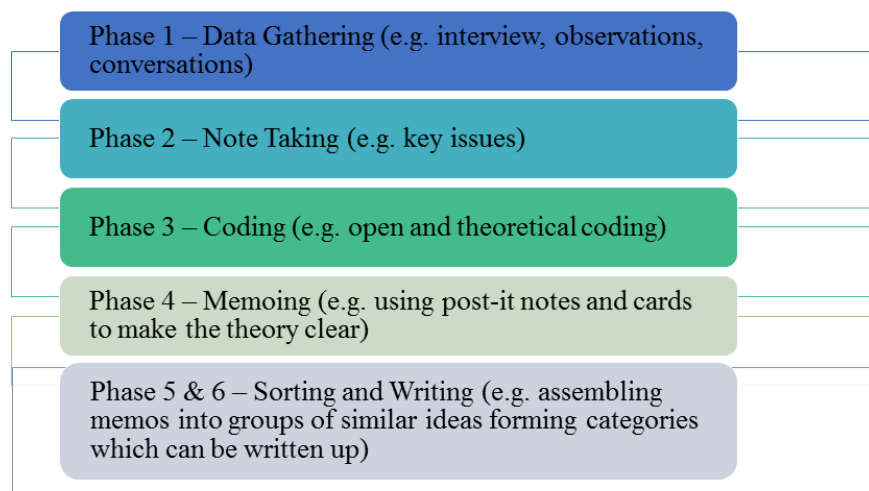 Phase 1 – Data Gathering (e.g. interview, observations,
conversations)
Phase 2 – Note Taking (e.g. key issues)
Phase 3 – Coding (e.g. open and theoretical coding)
Phase 4 – Memoing (e.g. using post-it notes and cards
to make the theory clear)
Phase 5 & 6 – Sorting and Writing (e.g. assembling
memos into groups of similar ideas forming categories
which can be written up)